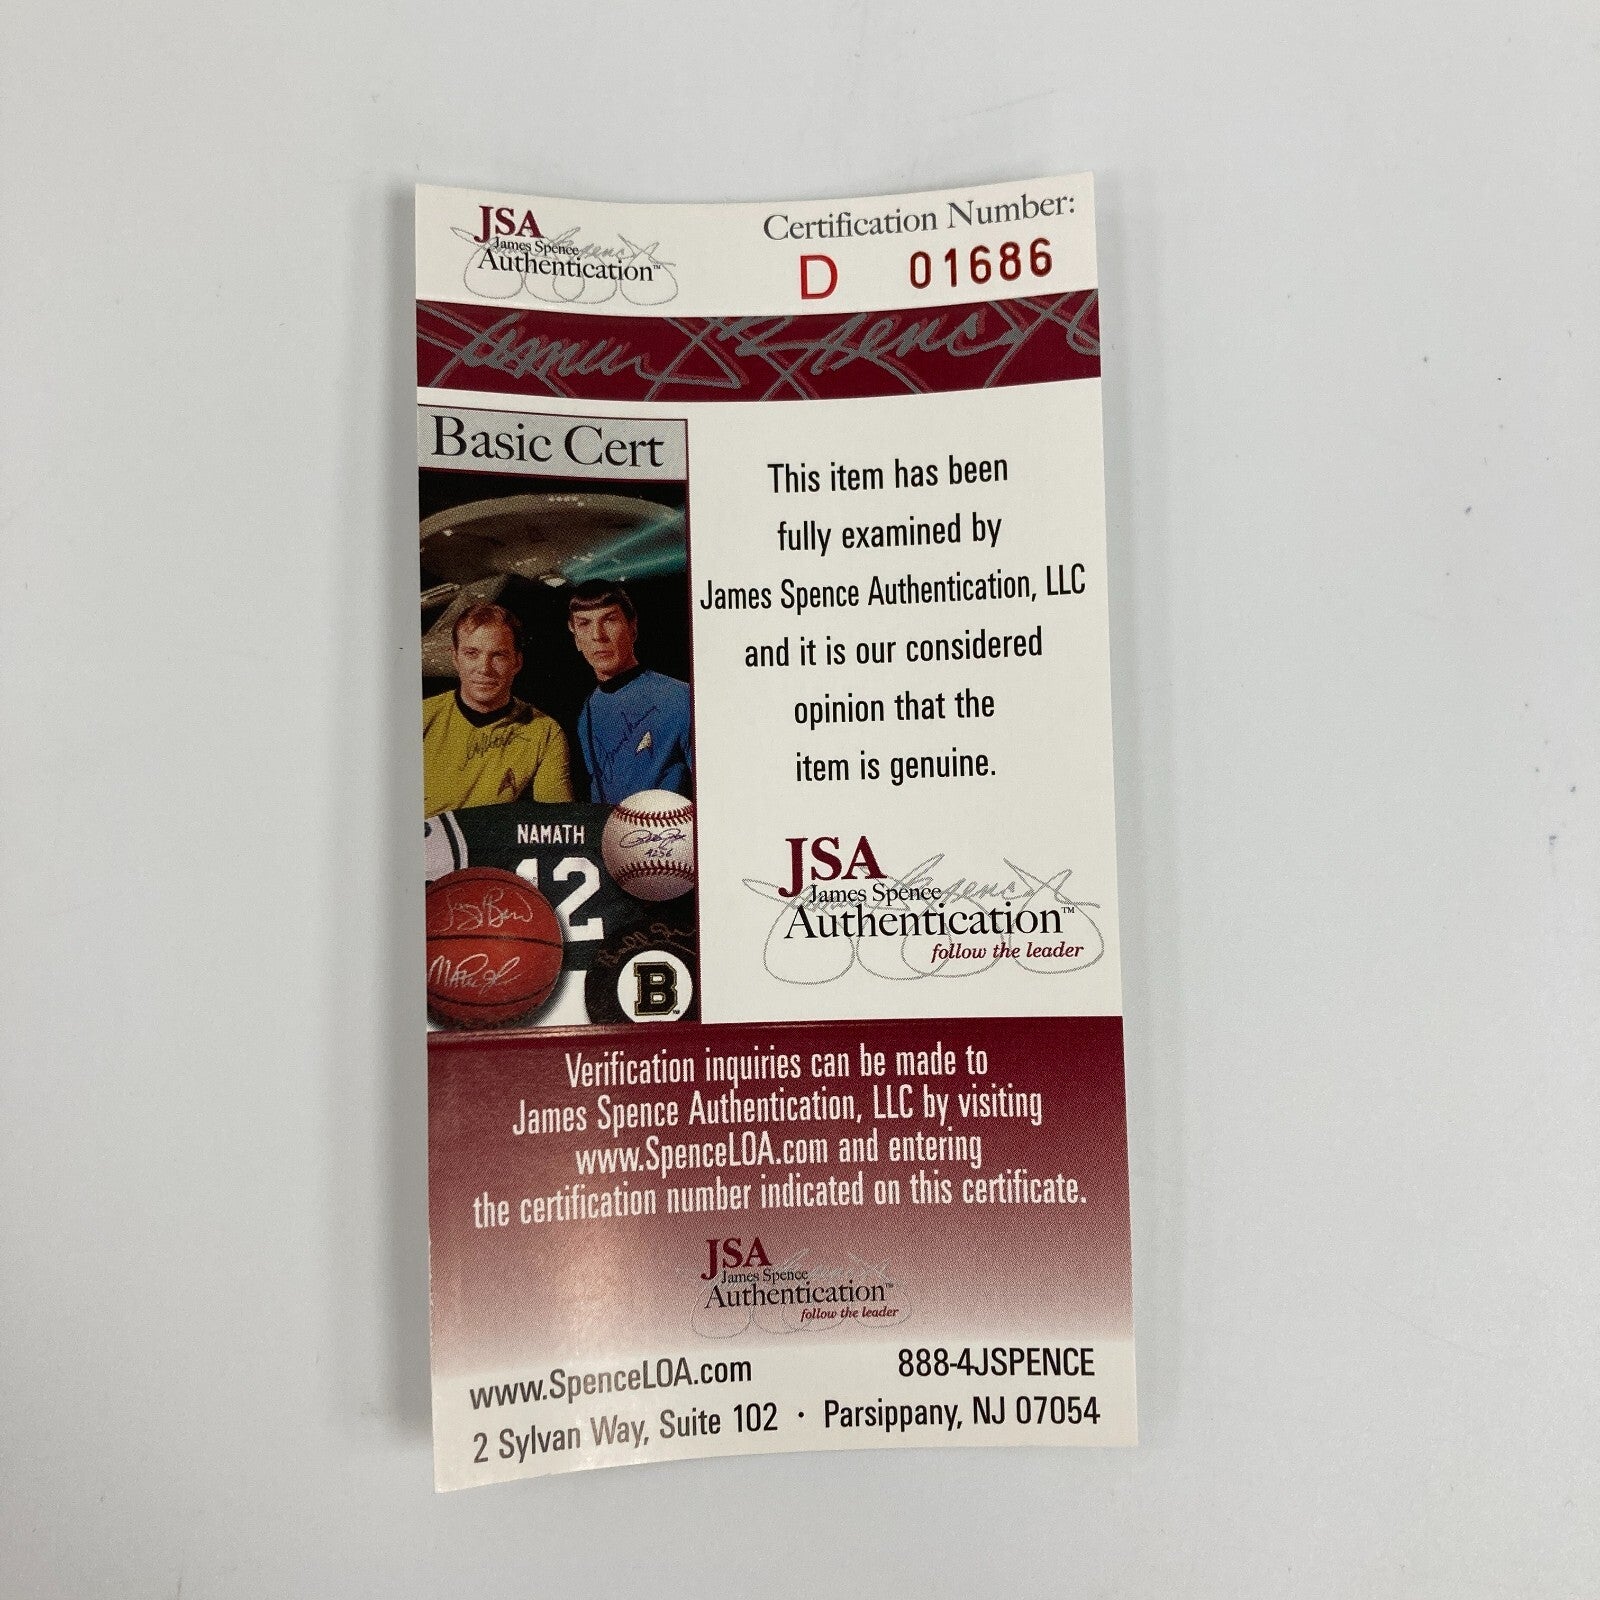 JSA
James Spence
Authentication™
Certification Number:
D 01686
Basic Cert
This item has been
fully examined by
James Spence Authentication, LLC
and it is our considered
opinion that the
item is genuine.
NAMATH
12
4256
B
JSA
James Spence
Authentication™
follow the leader
Verification inquiries can be made to
James Spence Authentication, LLC by visiting
www.SpenceLOA.com and entering
the certification number indicated on this certificate.
JSA
James Spence
Authentication™
follow the leader
www.SpenceLOA.com
888-4JSPENCE
2 Sylvan Way, Suite 102 · Parsippany, NJ 07054